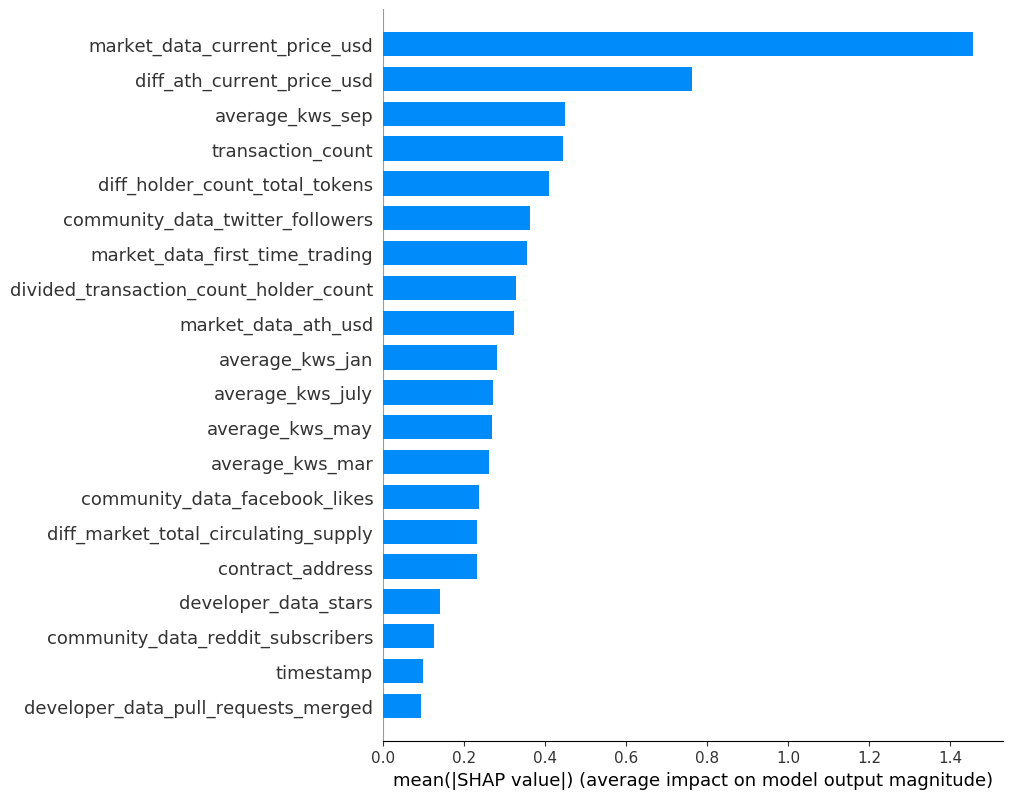 market_data_current_price_usd
diff_ath_current_price_usd
average_kws_sep
transaction_count
diff_holder_count_total_tokens
community_data_twitter_followers
market_data_first_time_trading
divided_transaction_count_holder_count
market_data_ath_usd
average_kws_jan
average_kws_july
average_kws_may
average_kws_mar
community_data_facebook_likes
diff_market_total_circulating_supply
contract_address
developer_data_stars
community_data_reddit_subscribers
timestamp
developer_data_pull_requests_merged
0.0 0.2 0.4 0.6 0.8 1.0 1.2 1.4
mean(|SHAP value|) (average impact on model output magnitude)